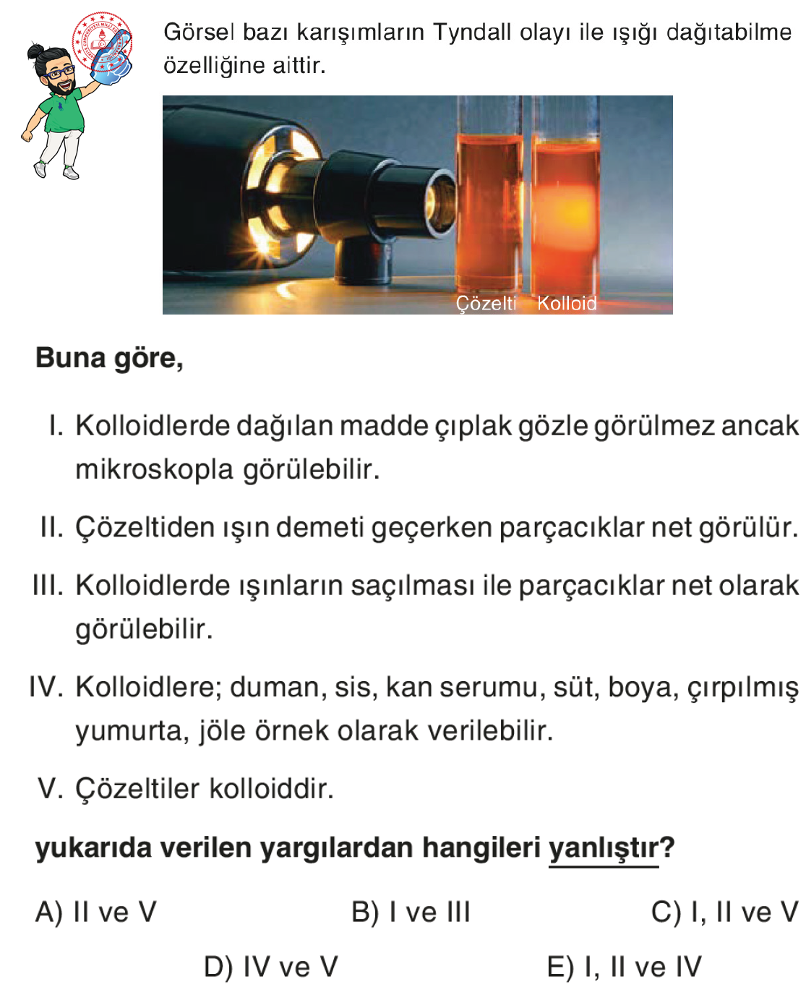 Görsel bazı karışımların Tyndall olayı ile ışığı dağıtabilme
özelliğine aittir.
Çözelti Kolloid
Buna göre,
I. Kolloidlerde dağılan madde çıplak gözle görülmez ancak
mikroskopla görülebilir.
II. Çözeltiden ışın demeti geçerken parçacıklar net görülür.
III. Kolloidlerde ışınların saçılması ile parçacıklar net olarak
görülebilir.
IV. Kolloidlere; duman, sis, kan serumu, süt, boya, çırpılmış
yumurta, jöle örnek olarak verilebilir.
V. Çözeltiler kolloiddir.
yukarıda verilen yargılardan hangileri yanlıştır?
A) II ve V B) I ve III C) I, II ve V
D) IV ve V E) I, II ve IV